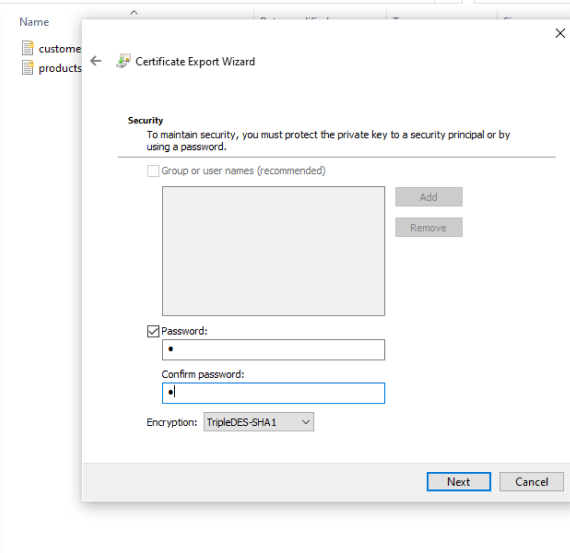 Name
custome
products
Certificate Export Wizard
Security
To maintain security, you must protect the private key to a security principal or by
using a password.
Group or user names (recommended)
Add
Remove
Password:
Confirm password:
Encryption: TripleDES-SHA1
Next Cancel